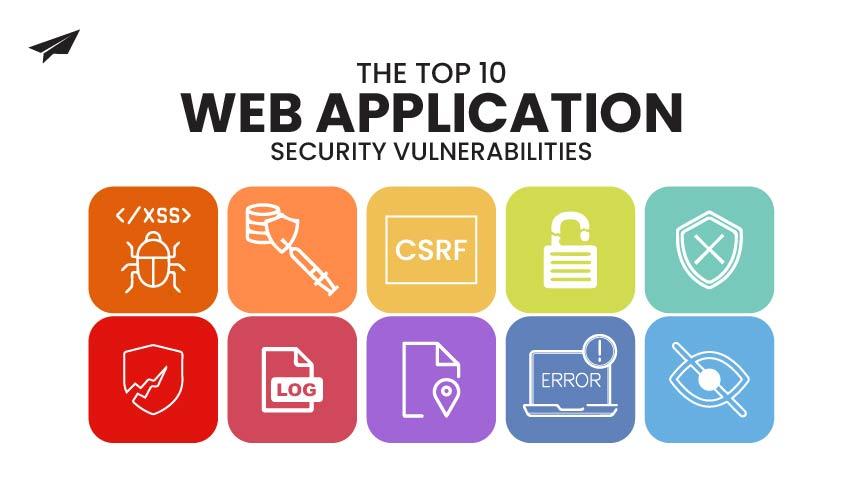 THE TOP 10
WEB APPLICATION
SECURITY VULNERABILITIES
</XSS>
CSRF
LOG
ERROR
!